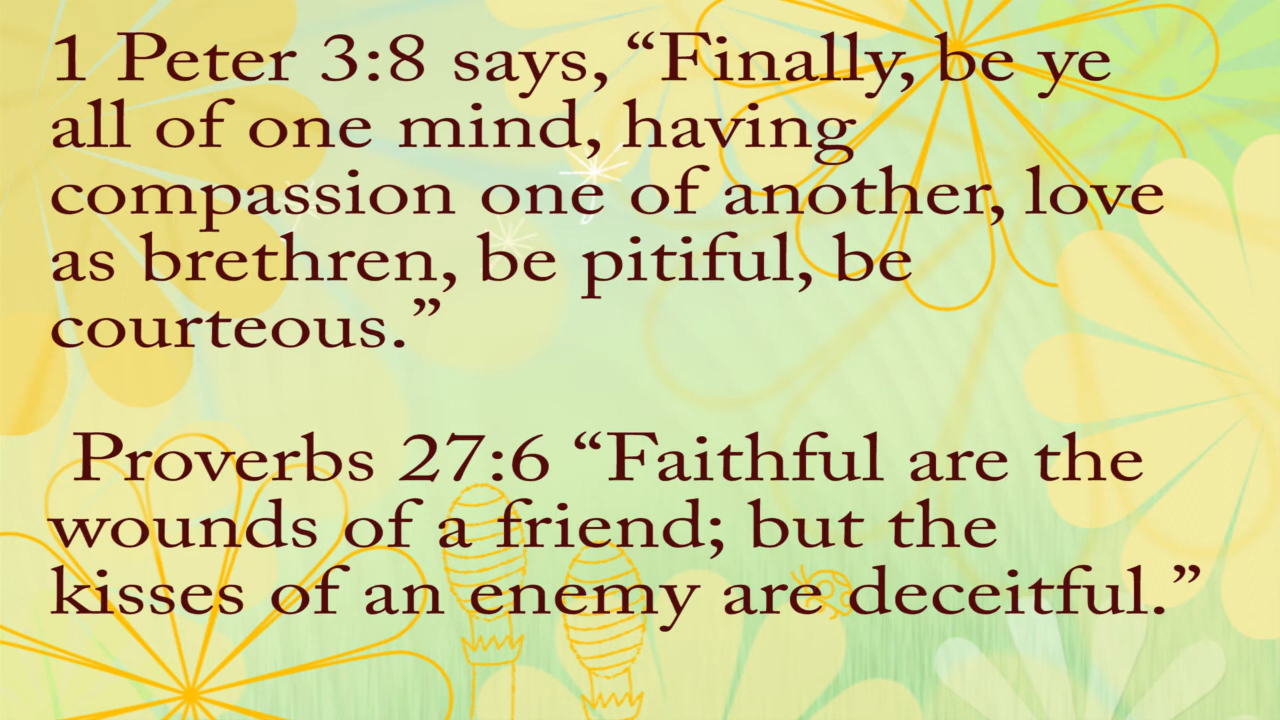 1 Peter 3:8 says, “Finally, be ye
all of one mind, having
compassion one of another, love
as brethren, be pitiful, be
courteous.”
Proverbs 27:6 “Faithful are the
wounds of a friend; but the
kisses of an enemy are deceitful.”